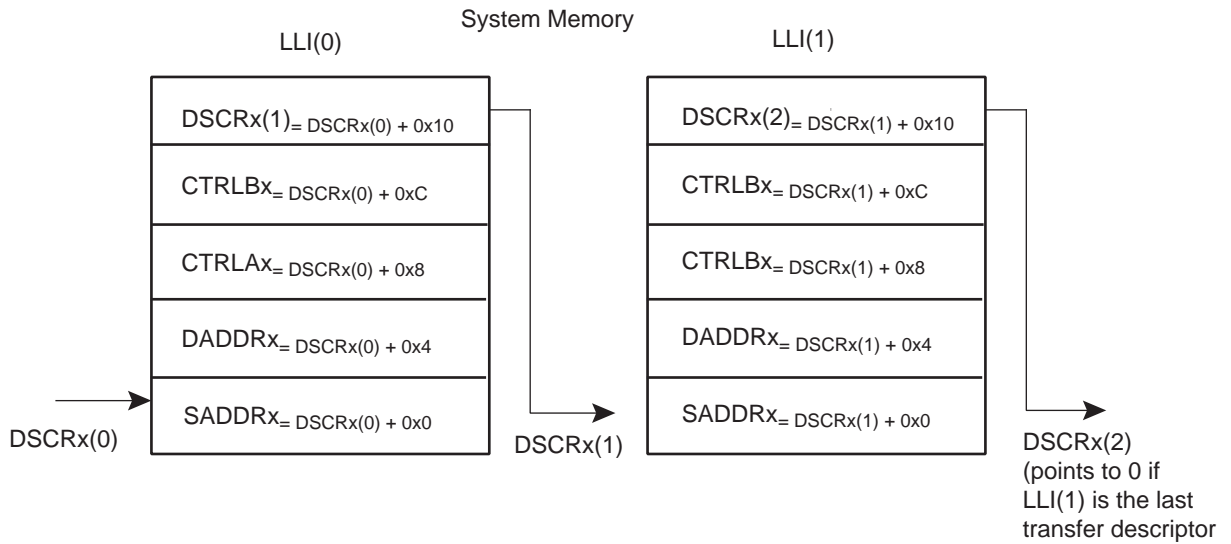 System Memory
LLI(0)
LLI(1)
DSCRx(1)= DSCRx(0) + 0x10
CTRLBx= DSCRx(0) + 0xC
CTRLAx= DSCRx(0) + 0x8
DADDRx= DSCRx(0) + 0x4
SADDRx= DSCRx(0) + 0x0
DSCRx(0)
DSCRx(1)
DSCRx(2)= DSCRx(1) + 0x10
CTRLBx= DSCRx(1) + 0xC
CTRLBx= DSCRx(1) + 0x8
DADDRx= DSCRx(1) + 0x4
SADDRx= DSCRx(1) + 0x0
DSCRx(2)
(points to 0 if
LLI(1) is the last
transfer descriptor